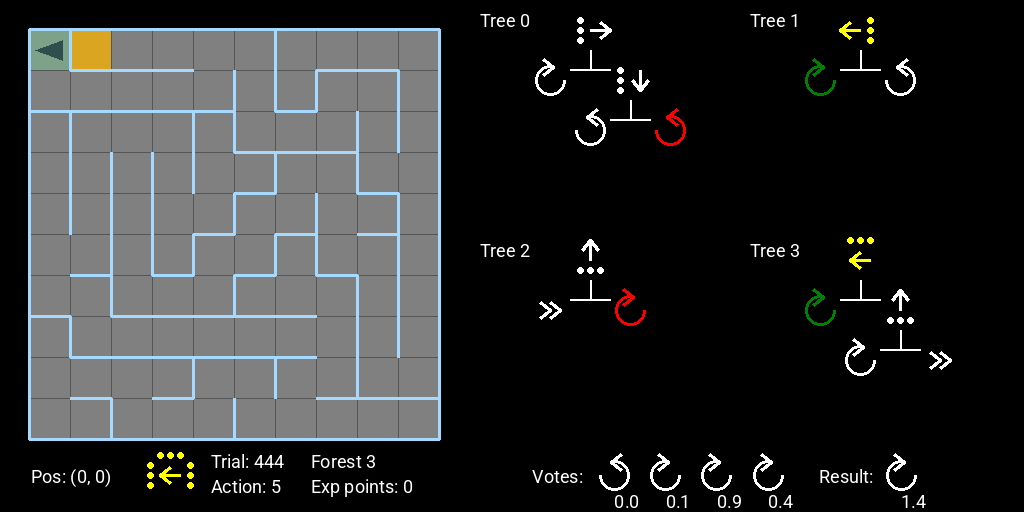 Tree 0
Tree 1
Tree 2
Tree 3
Pos: (0, 0)
Trial: 444
Forest 3
Action: 5
Exp points: 0
Votes:
0.0
0.1
0.9
0.4
Result:
1.4